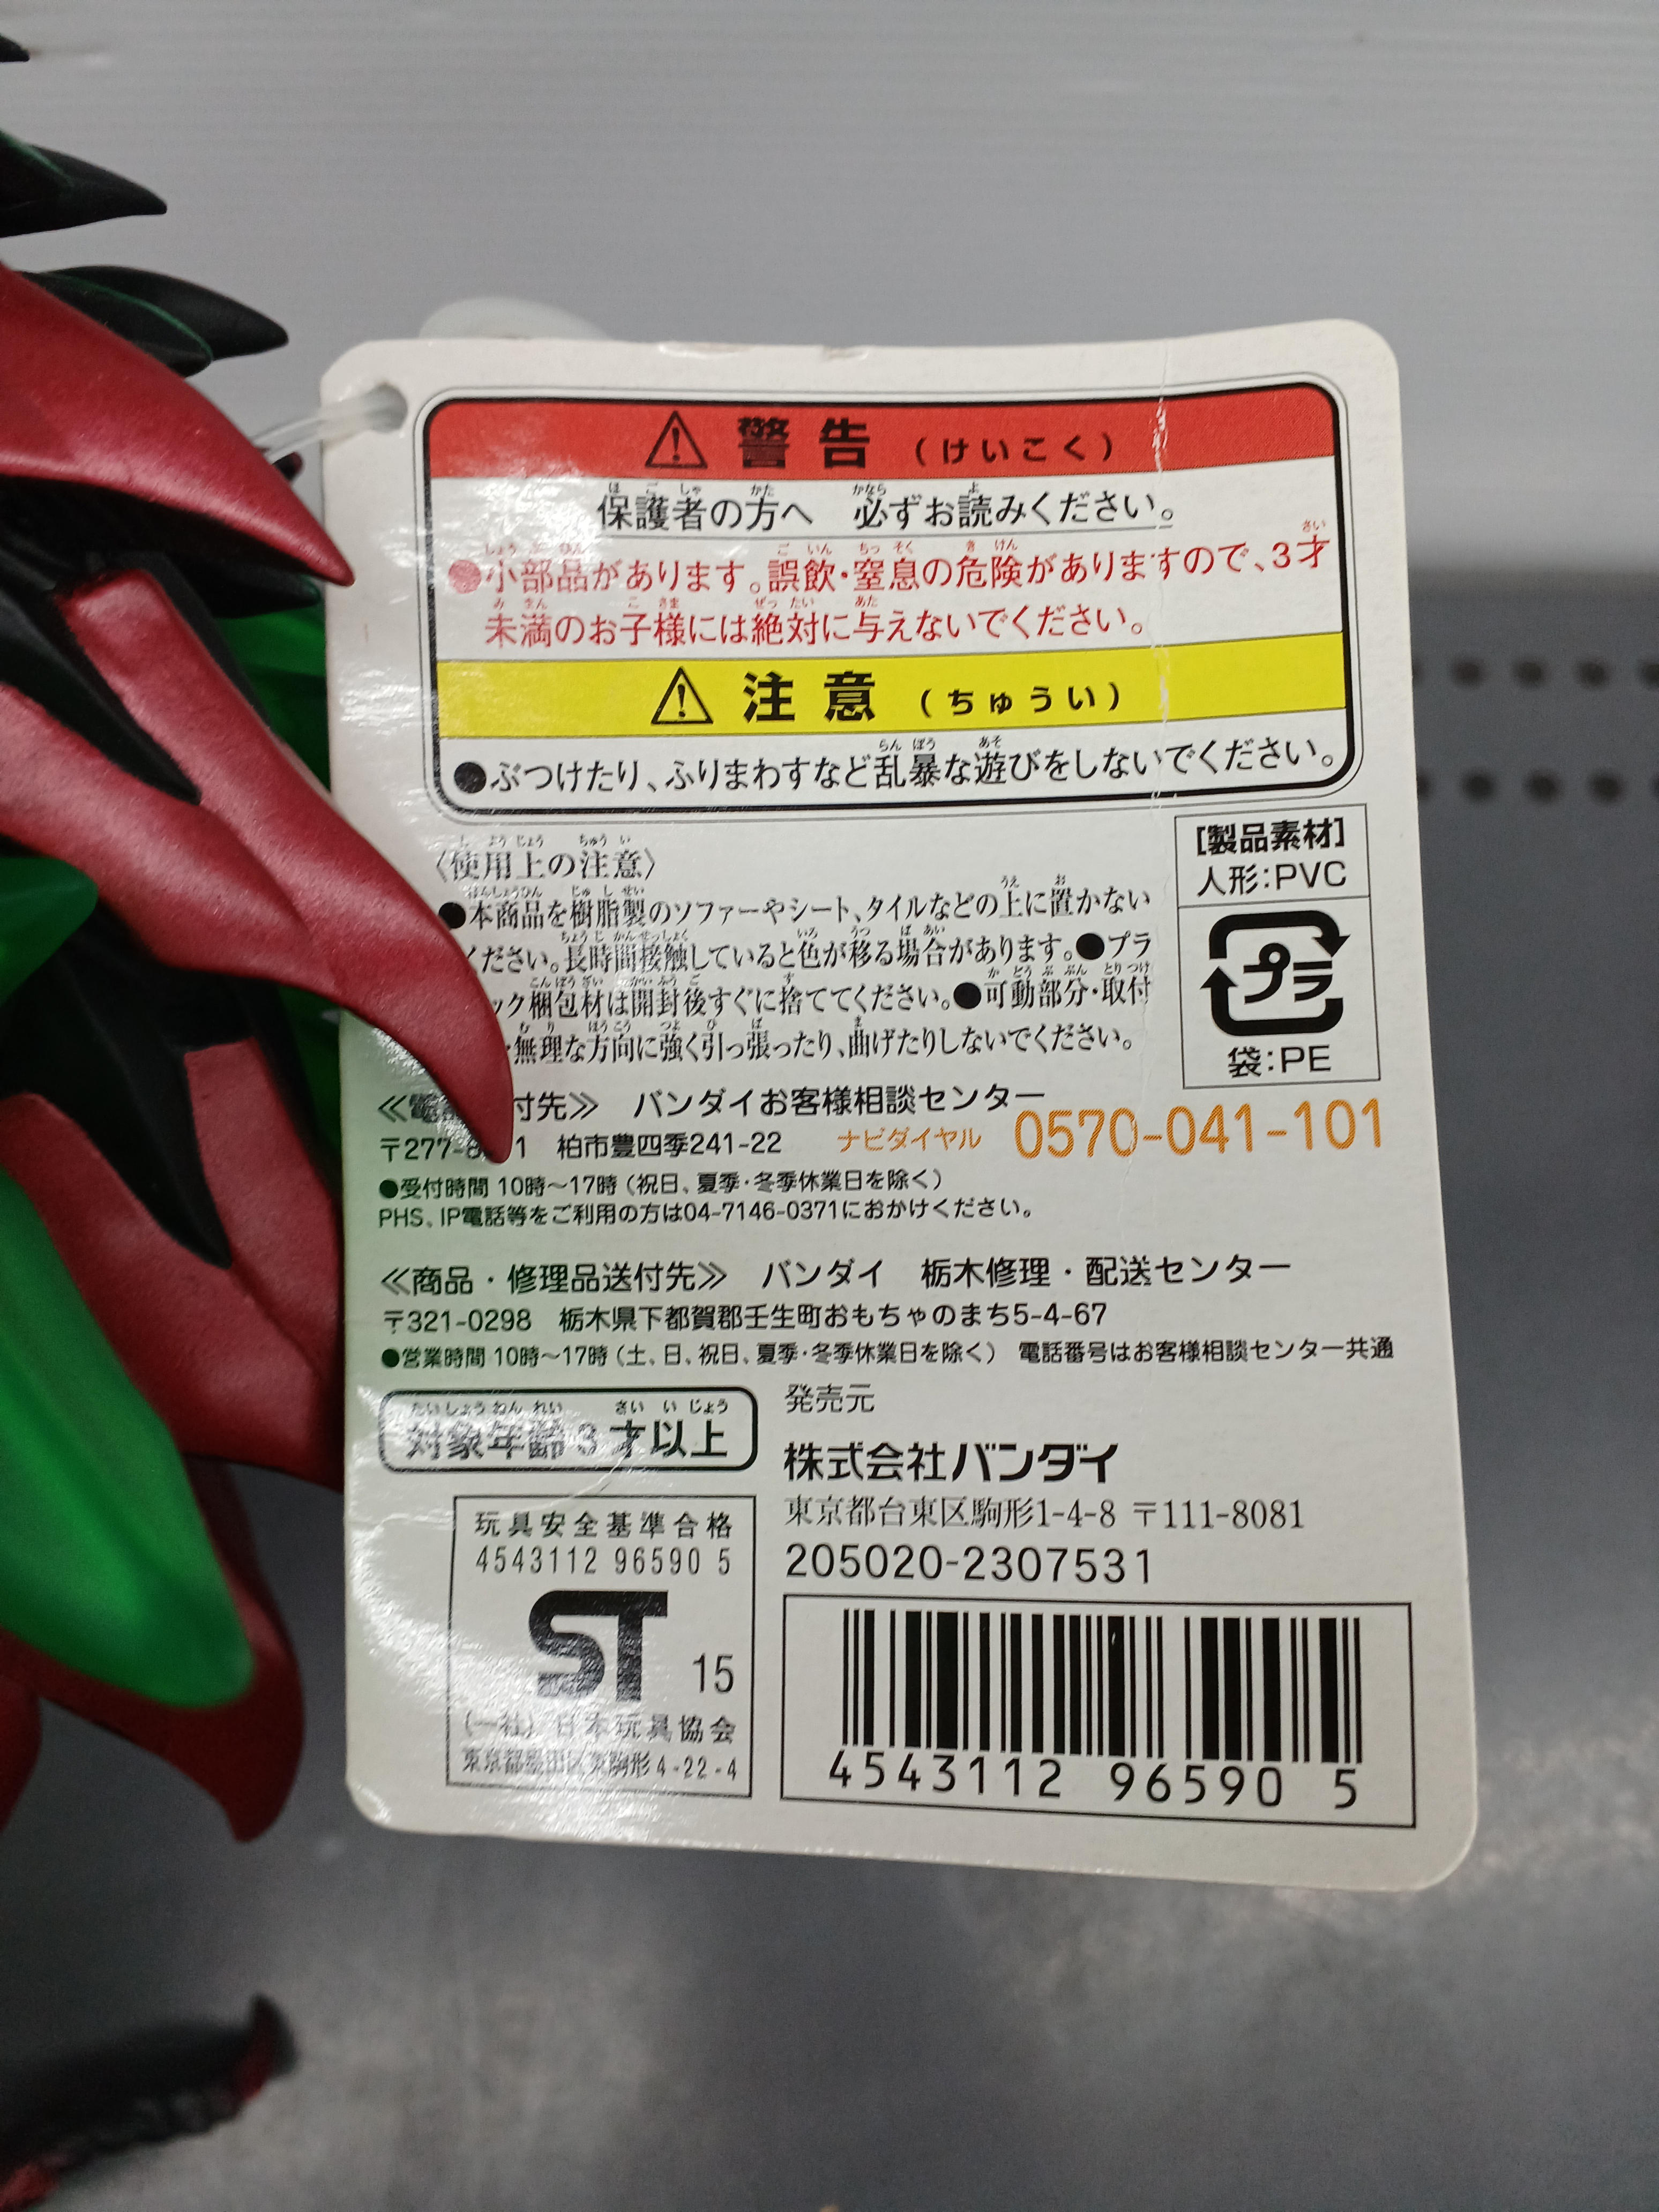 警告（けいこく）
保護者の方へ 必ずお読みください。
●小部品があります。誤飲・窒息の危険がありますので、3才
未満のお子様には絶対に与えないでください。
注意（ちゅうい）
●ぶつけたり、ふりまわすなど乱暴な遊びをしないでください。
〈使用上の注意〉
●本商品を樹脂製のソファーやシート、タイルなどの上に置かない
ください。長時間接触していると色が移る場合があります。●プラ
ック梱包材は開封後すぐに捨ててください。●可動部分・取付
無理な方向に強く引っ張ったり、曲げたりしないでください。
[製品素材]
人形:PVC
プラ
袋:PE
付先≫ バンダイお客様相談センター
柏市豊四季241-22 ナビダイヤル 0570-041-101
●受付時間 10時～17時（祝日、夏季・冬季休業日を除く）
PHS、IP電話等をご利用の方は04-7146-0371におかけください。
≪商品・修理品送付先≫ バンダイ 栃木修理・配送センター
〒321-0298 栃木県下都賀郡壬生町おもちゃのまち5-4-67
●営業時間 10時～17時（土、日、祝日、夏季・冬季休業日を除く） 電話番号はお客様相談センター共通
対象年齢3才以上
発売元
株式会社バンダイ
東京都台東区駒形1-4-8 〒111-8081
205020-2307531
玩具安全基準合格
4543112 96590 5
ST 15
(一社) 日本玩具協会
東京都墨田区東駒形4-22-4
4543112 96590 5